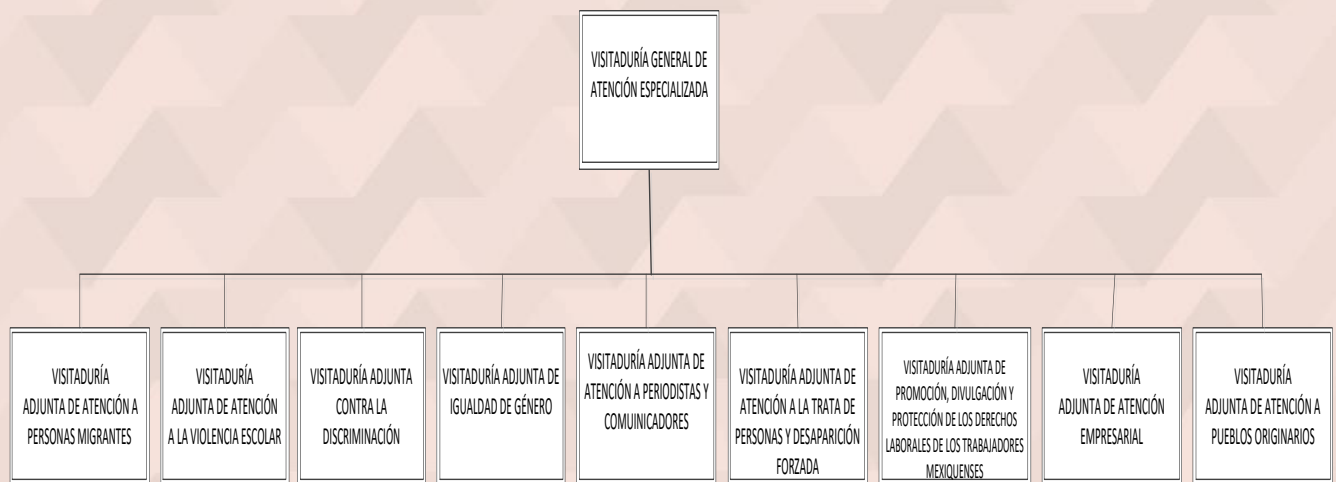 VISITADURÍA GENERAL DE
ATENCIÓN ESPECIALIZADA
VISITADURÍA
ADJUNTA DE ATENCIÓN A
PERSONAS MIGRANTES
VISITADURÍA
ADJUNTA DE ATENCIÓN
A LA VIOLENCIA ESCOLAR
VISITADURÍA ADJUNTA
CONTRA LA
DISCRIMINACIÓN
VISITADURÍA ADJUNTA DE
IGUALDAD DE GÉNERO
VISITADURÍA ADJUNTA DE
ATENCIÓN A PERIODISTAS Y
COMUINICADORES
VISITADURÍA ADJUNTA DE
ATENCIÓN A LA TRATA DE
PERSONAS Y DESAPARICIÓN
FORZADA
VISITADURÍA ADJUNTA DE
PROMOCIÓN, DIVULGACIÓN Y
PROTECCIÓN DE LOS DERECHOS
LABORALES DE LOS TRABAJADORES
MEXIQUENSES
VISITADURÍA
ADJUNTA DE ATENCIÓN
EMPRESARIAL
VISITADURÍA
ADJUNTA DE ATENCIÓN A
PUEBLOS ORIGINARIOS